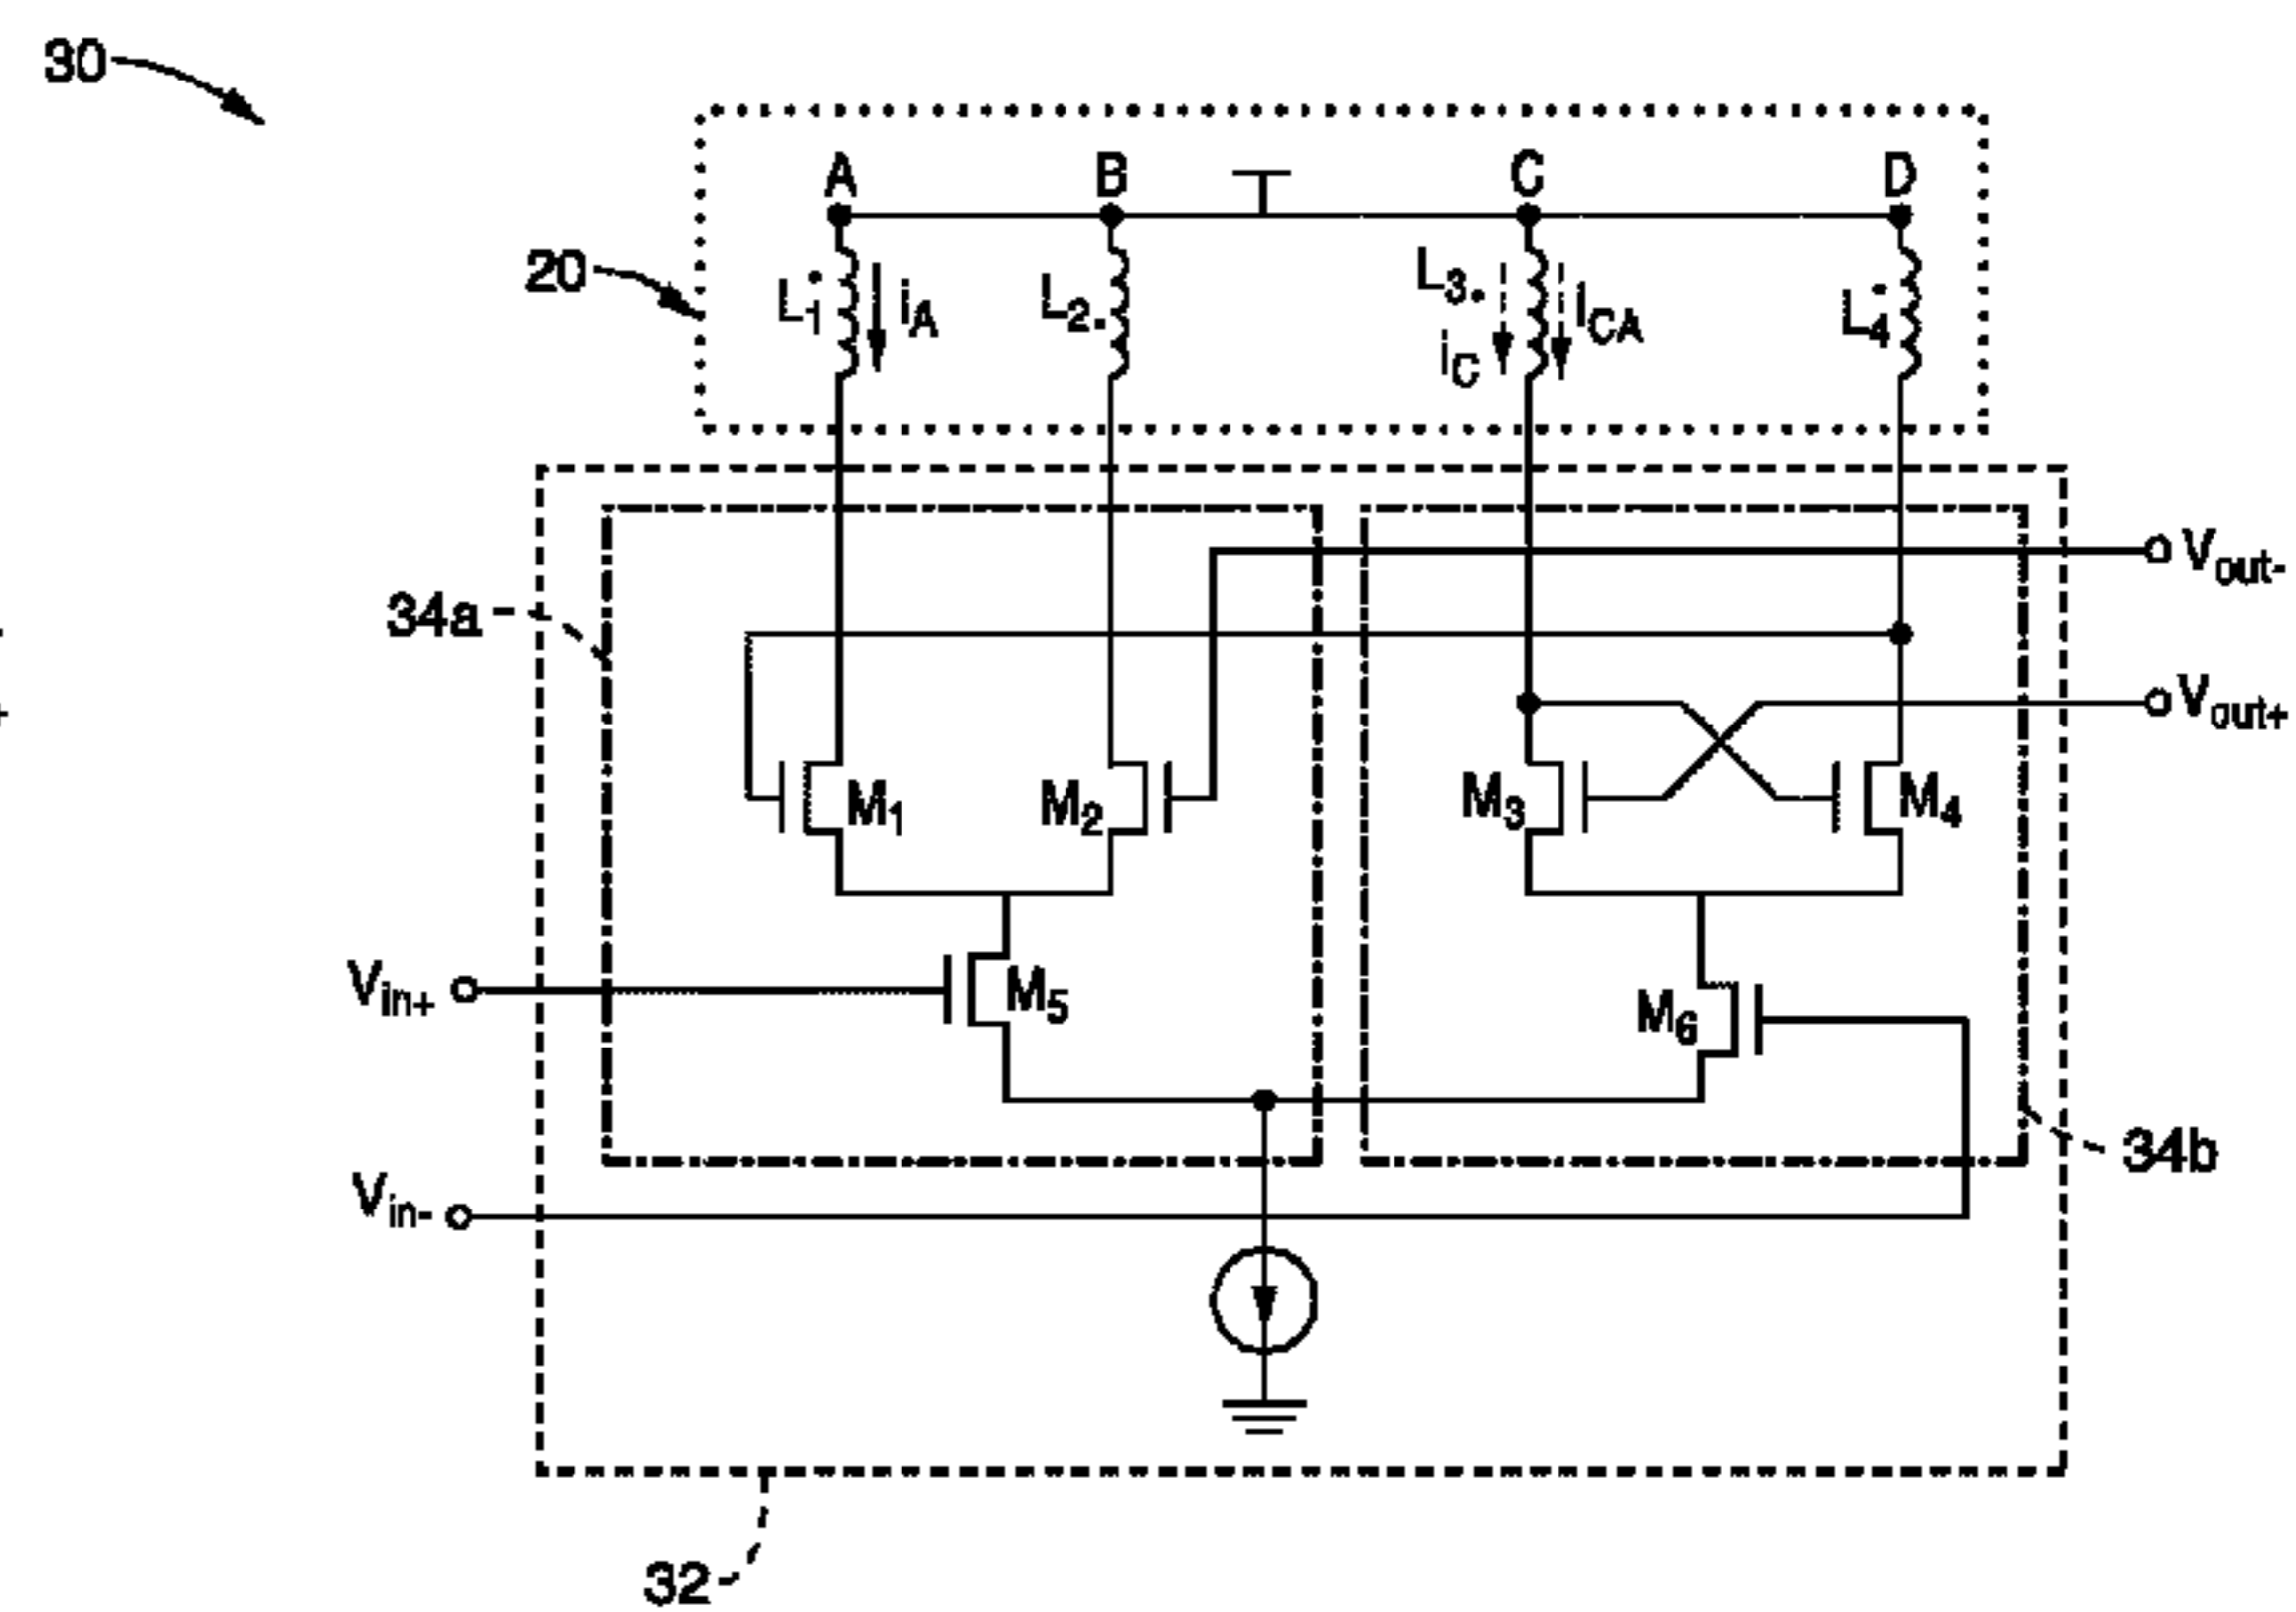 30
A B C D
20
L1 iA L2 L3 iC iCA L4
Vout-
34a
Vout+
M1 M2 M3 M4
Vin+ M5 M6
34b
Vin-
32